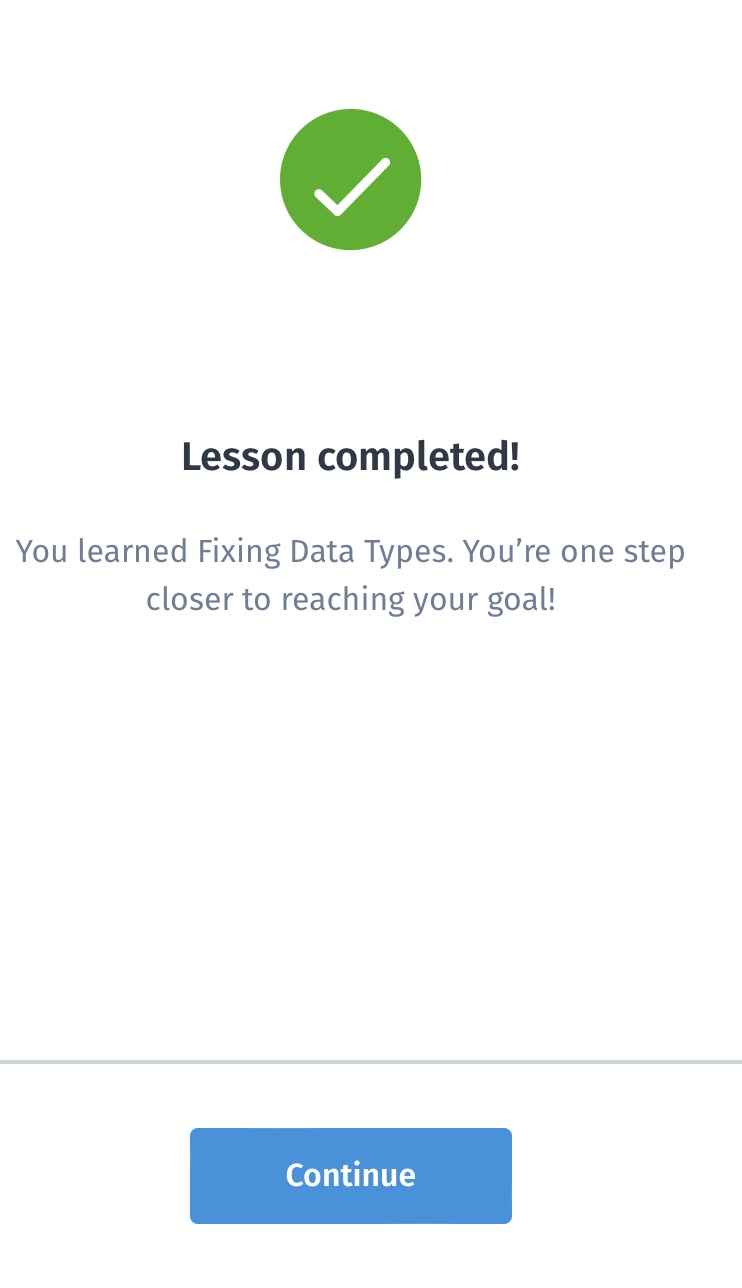 Lesson completed!
You learned Fixing Data Types. You’re one step
closer to reaching your goal!
Continue